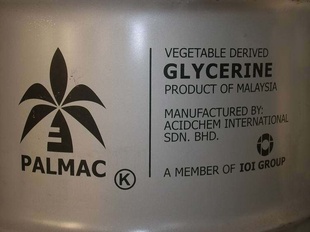 VEGETABLE DERIVED
GLYCERINE
PRODUCT OF MALAYSIA
MANUFACTURED BY:
ACIDCHEM INTERNATIONAL
SDN. BHD.
A MEMBER OF IOI GROUP
PALMAC
K